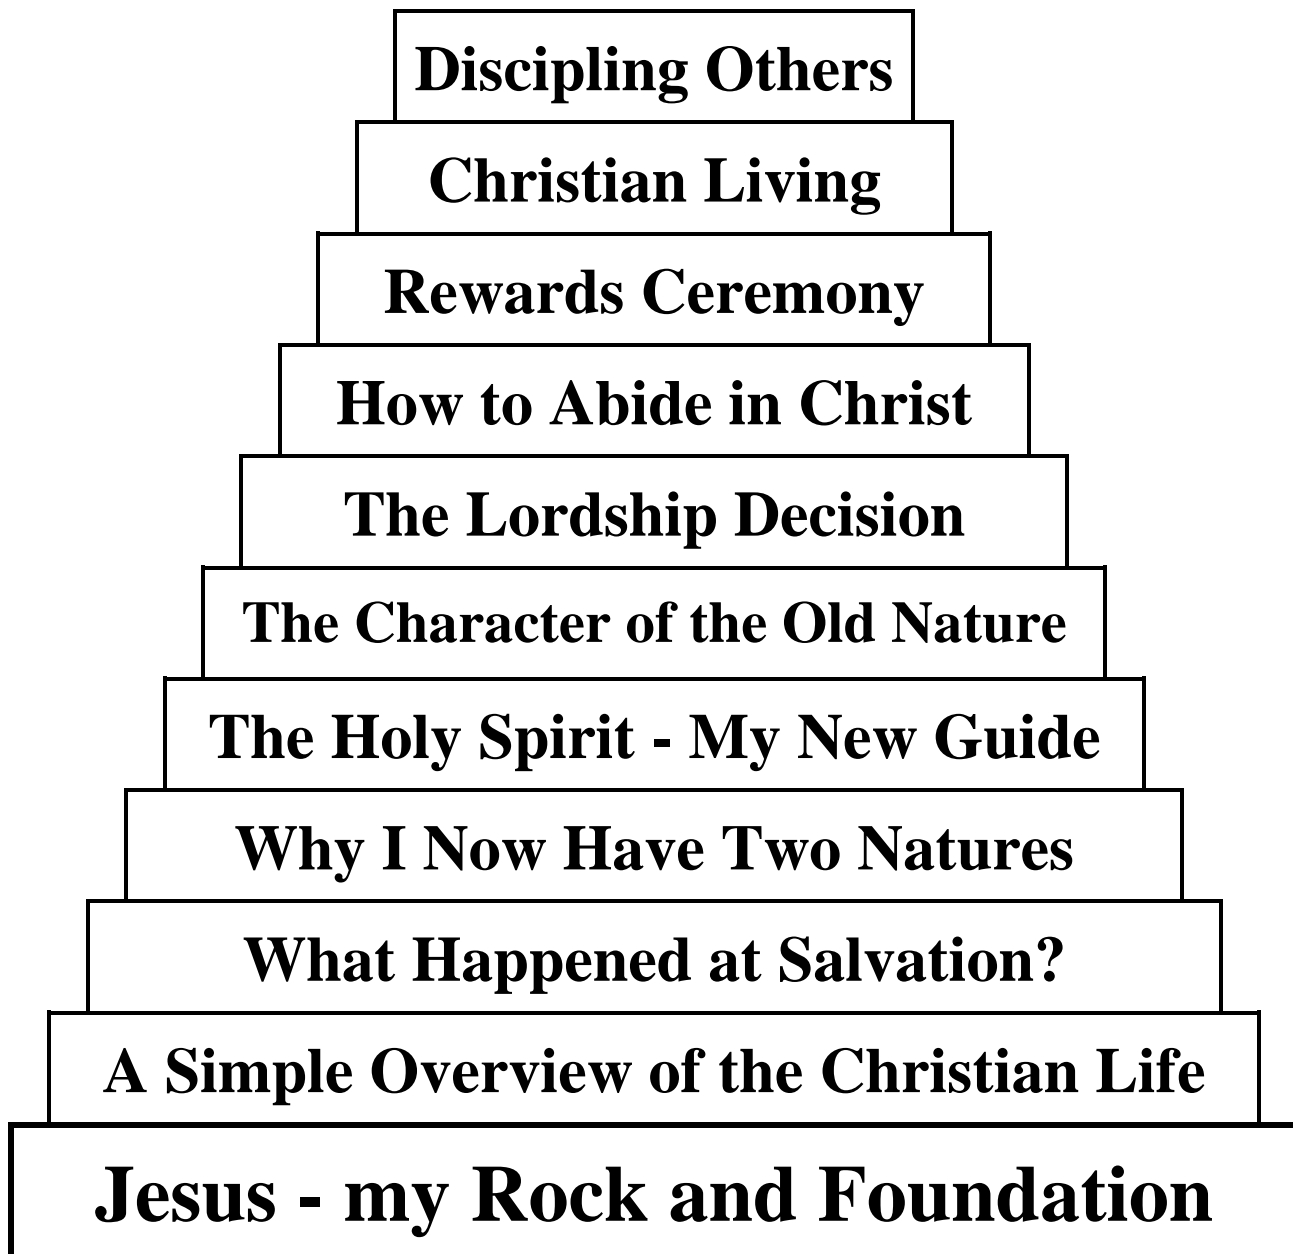 Discipling Others
Christian Living
Rewards Ceremony
How to Abide in Christ
The Lordship Decision
The Character of the Old Nature
The Holy Spirit - My New Guide
Why I Now Have Two Natures
What Happened at Salvation?
A Simple Overview of the Christian Life
Jesus - my Rock and Foundation